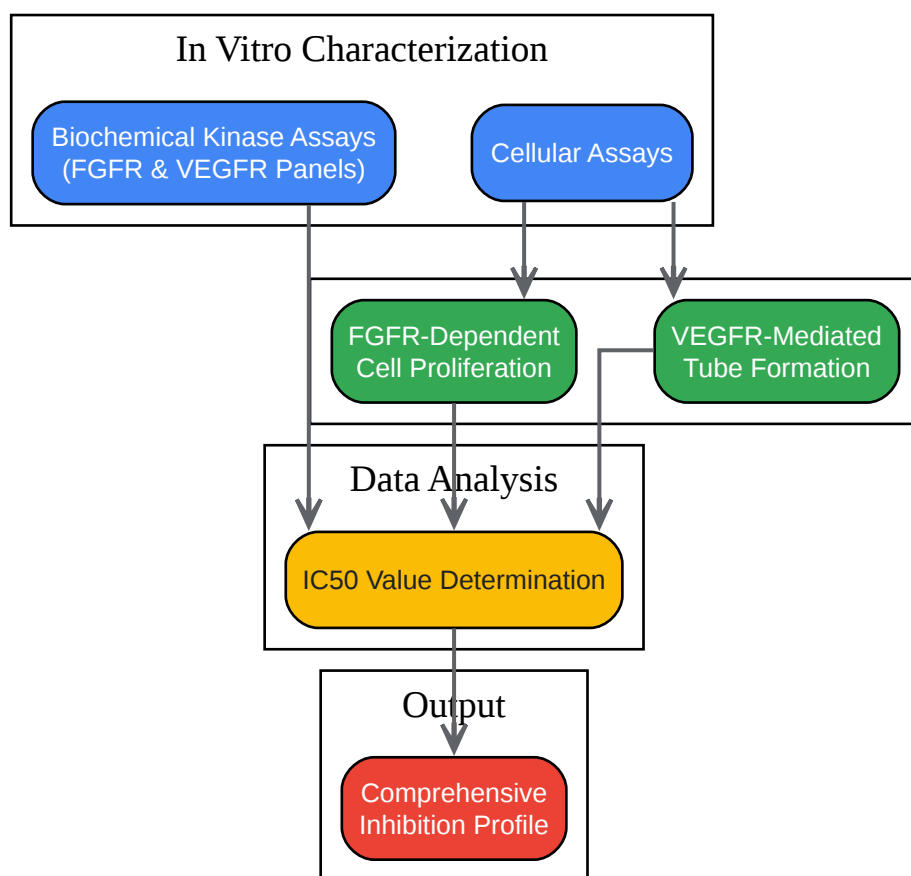 In Vitro Characterization
Biochemical Kinase Assays
(FGFR & VEGFR Panels)
Cellular Assays
FGFR-Dependent
Cell Proliferation
VEGFR-Mediated
Tube Formation
Data Analysis
IC50 Value Determination
Output
Comprehensive
Inhibition Profile